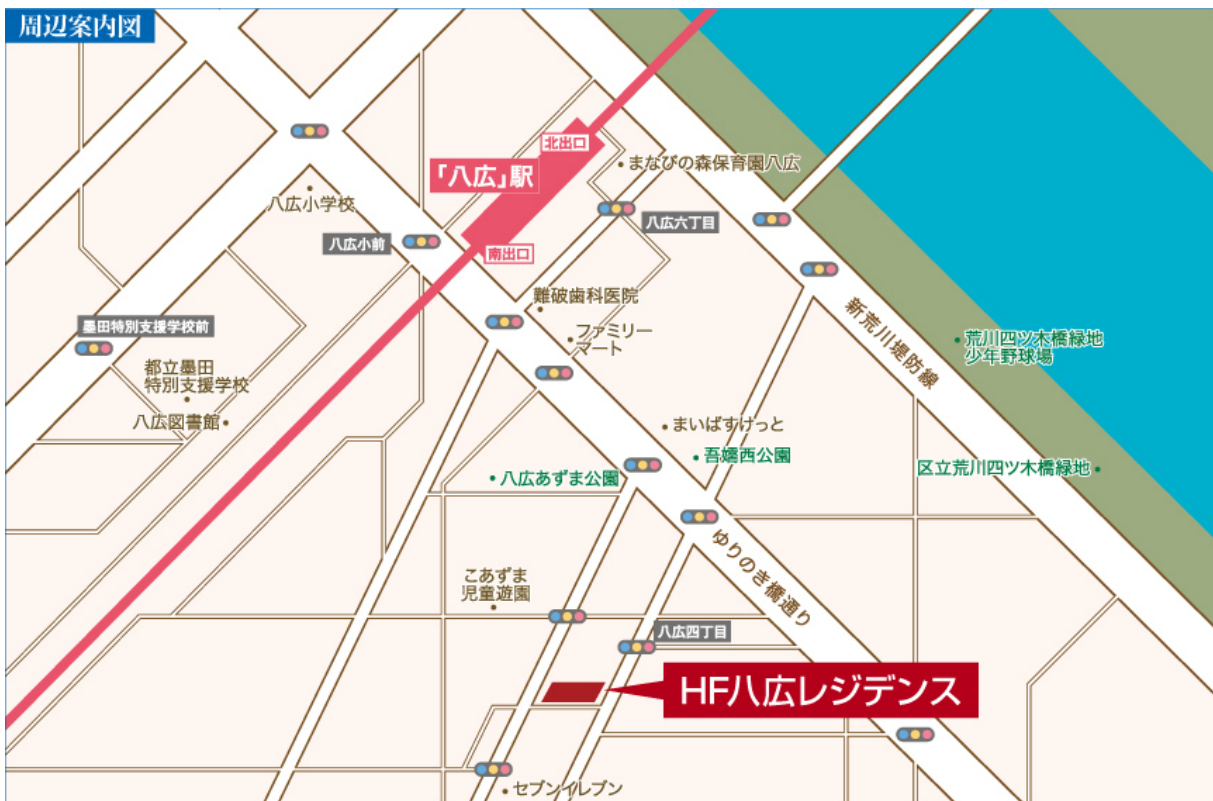 周辺案内図
北出口
「八広」駅
まなびの森保育園八広
八広小学校
八広六丁目
八広小前
南出口
難破歯科医院
墨田特別支援学校前
ファミリー
マート
新荒川堤防線
荒川四ツ木橋緑地
少年野球場
都立墨田
特別支援学校
八広図書館
まいばすけっと
吾嬬西公園
区立荒川四ツ木橋緑地
八広あずま公園
ゆりのき橋通り
こあずま
児童遊園
八広四丁目
HF八広レジデンス
セブンイレブン